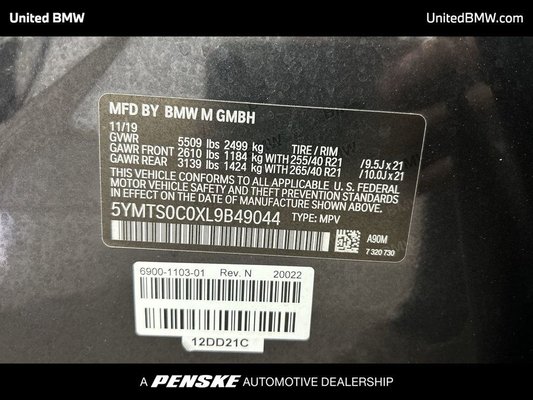 United BMW
UnitedBMW.com
MFD BY BMW M GMBH
11/19
GVWR 5509 lbs 2499 kg TIRE / RIM
GAWR FRONT 2610 lbs 1184 kg WITH 255/40 R21 /9.5J x 21
GAWR REAR 3139 lbs 1424 kg WITH 265/40 R21 /10.0J x 21
THIS VEHICLE CONFORMS TO ALL APPLICABLE U. S. FEDERAL
MOTOR VEHICLE SAFETY, BUMPER, AND THEFT PREVENTION STANDARDS
IN EFFECT ON THE DATE OF MANUFACTURE SHOWN ABOVE.
5YMTS0C0XL9B49044 TYPE: MPV
A90M
7 320 730
6900-1103-01 Rev. N 20022
12DD21C
A PENSKE AUTOMOTIVE DEALERSHIP